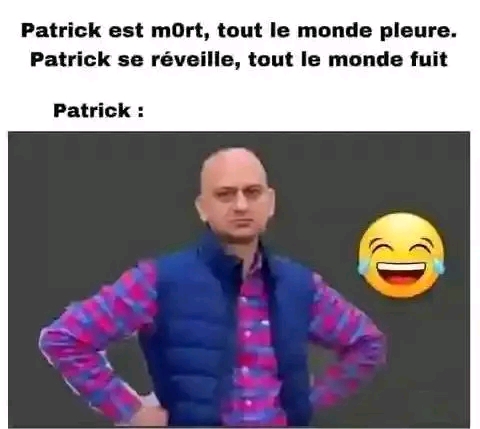 Patrick est m0rt, tout le monde pleure.
Patrick se réveille, tout le monde fuit
Patrick :